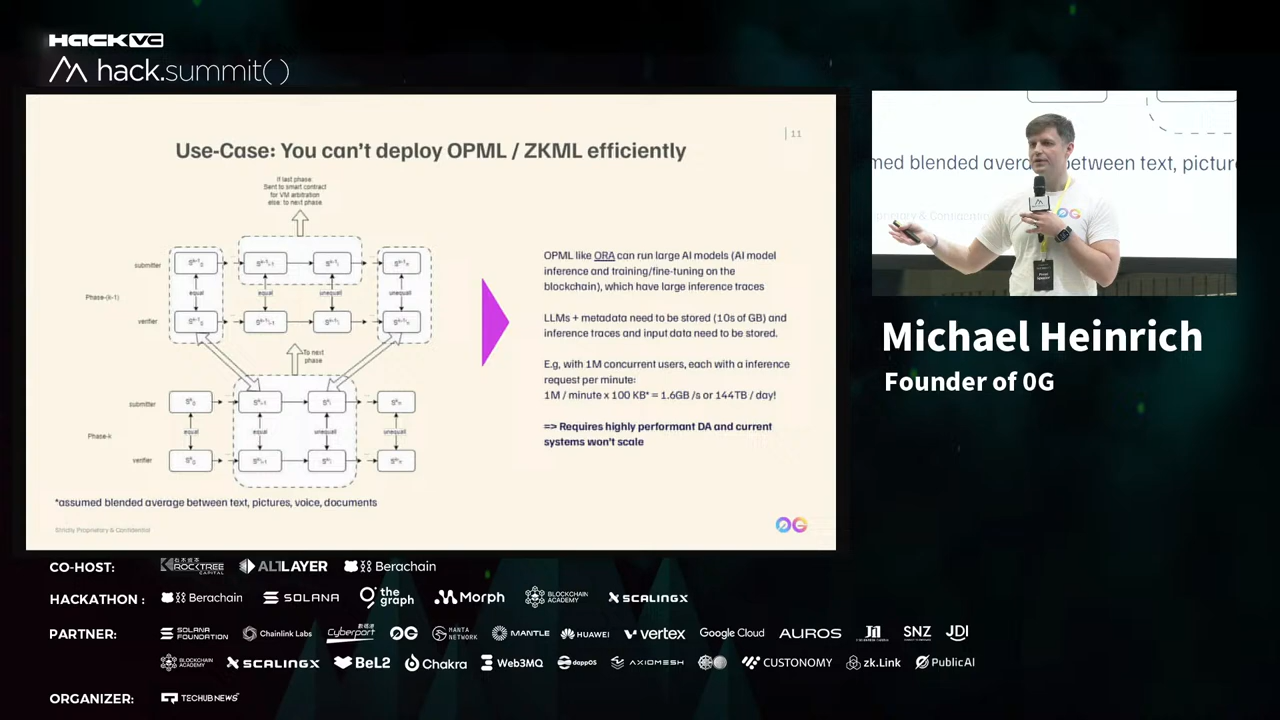 HACK VC
hack.summit()
11
Use-Case: You can't deploy OPML / ZKML efficiently
If last phase:
Sent to smart contract
for VM arbitration
else: to next phase
submitter
equal
equal
unequal
unequal
Phase-(k-1)
verifier
To next
phase
submitter
equal
equal
unequal
unequal
Phase-k
verifier
OPML like ORA can run large AI models (AI model
inference and training/fine-tuning on the
blockchain), which have large inference traces
LLMs + metadata need to be stored (10s of GB) and
inference traces and input data need to be stored.
E.g, with 1M concurrent users, each with a inference
request per minute:
1M / minute x 100 KB* = 1.6GB /s or 144TB / day!
=> Requires highly performant DA and current
systems won't scale
*assumed blended average between text, pictures, voice, documents
Strictly Proprietary & Confidential
0G
med blended average between text, pictur
0G
Michael Heinrich
Founder of 0G
CO-HOST: ROCKTREE CAPITAL ALTLAYER Berachain
HACKATHON : Berachain SOLANA the graph Morph BLOCKCHAIN ACADEMY SCALINGX
PARTNER: SOLANA FOUNDATION Chainlink Labs Cyberport 0G MANTA NETWORK MANTLE HUAWEI vertex Google Cloud AUROS SNZ JDI
BLOCKCHAIN ACADEMY SCALINGX BeL2 Chakra Web3MQ dappOS AXIOMESH CUSTONOMY zk.Link PublicAI
ORGANIZER: TECHUB NEWS